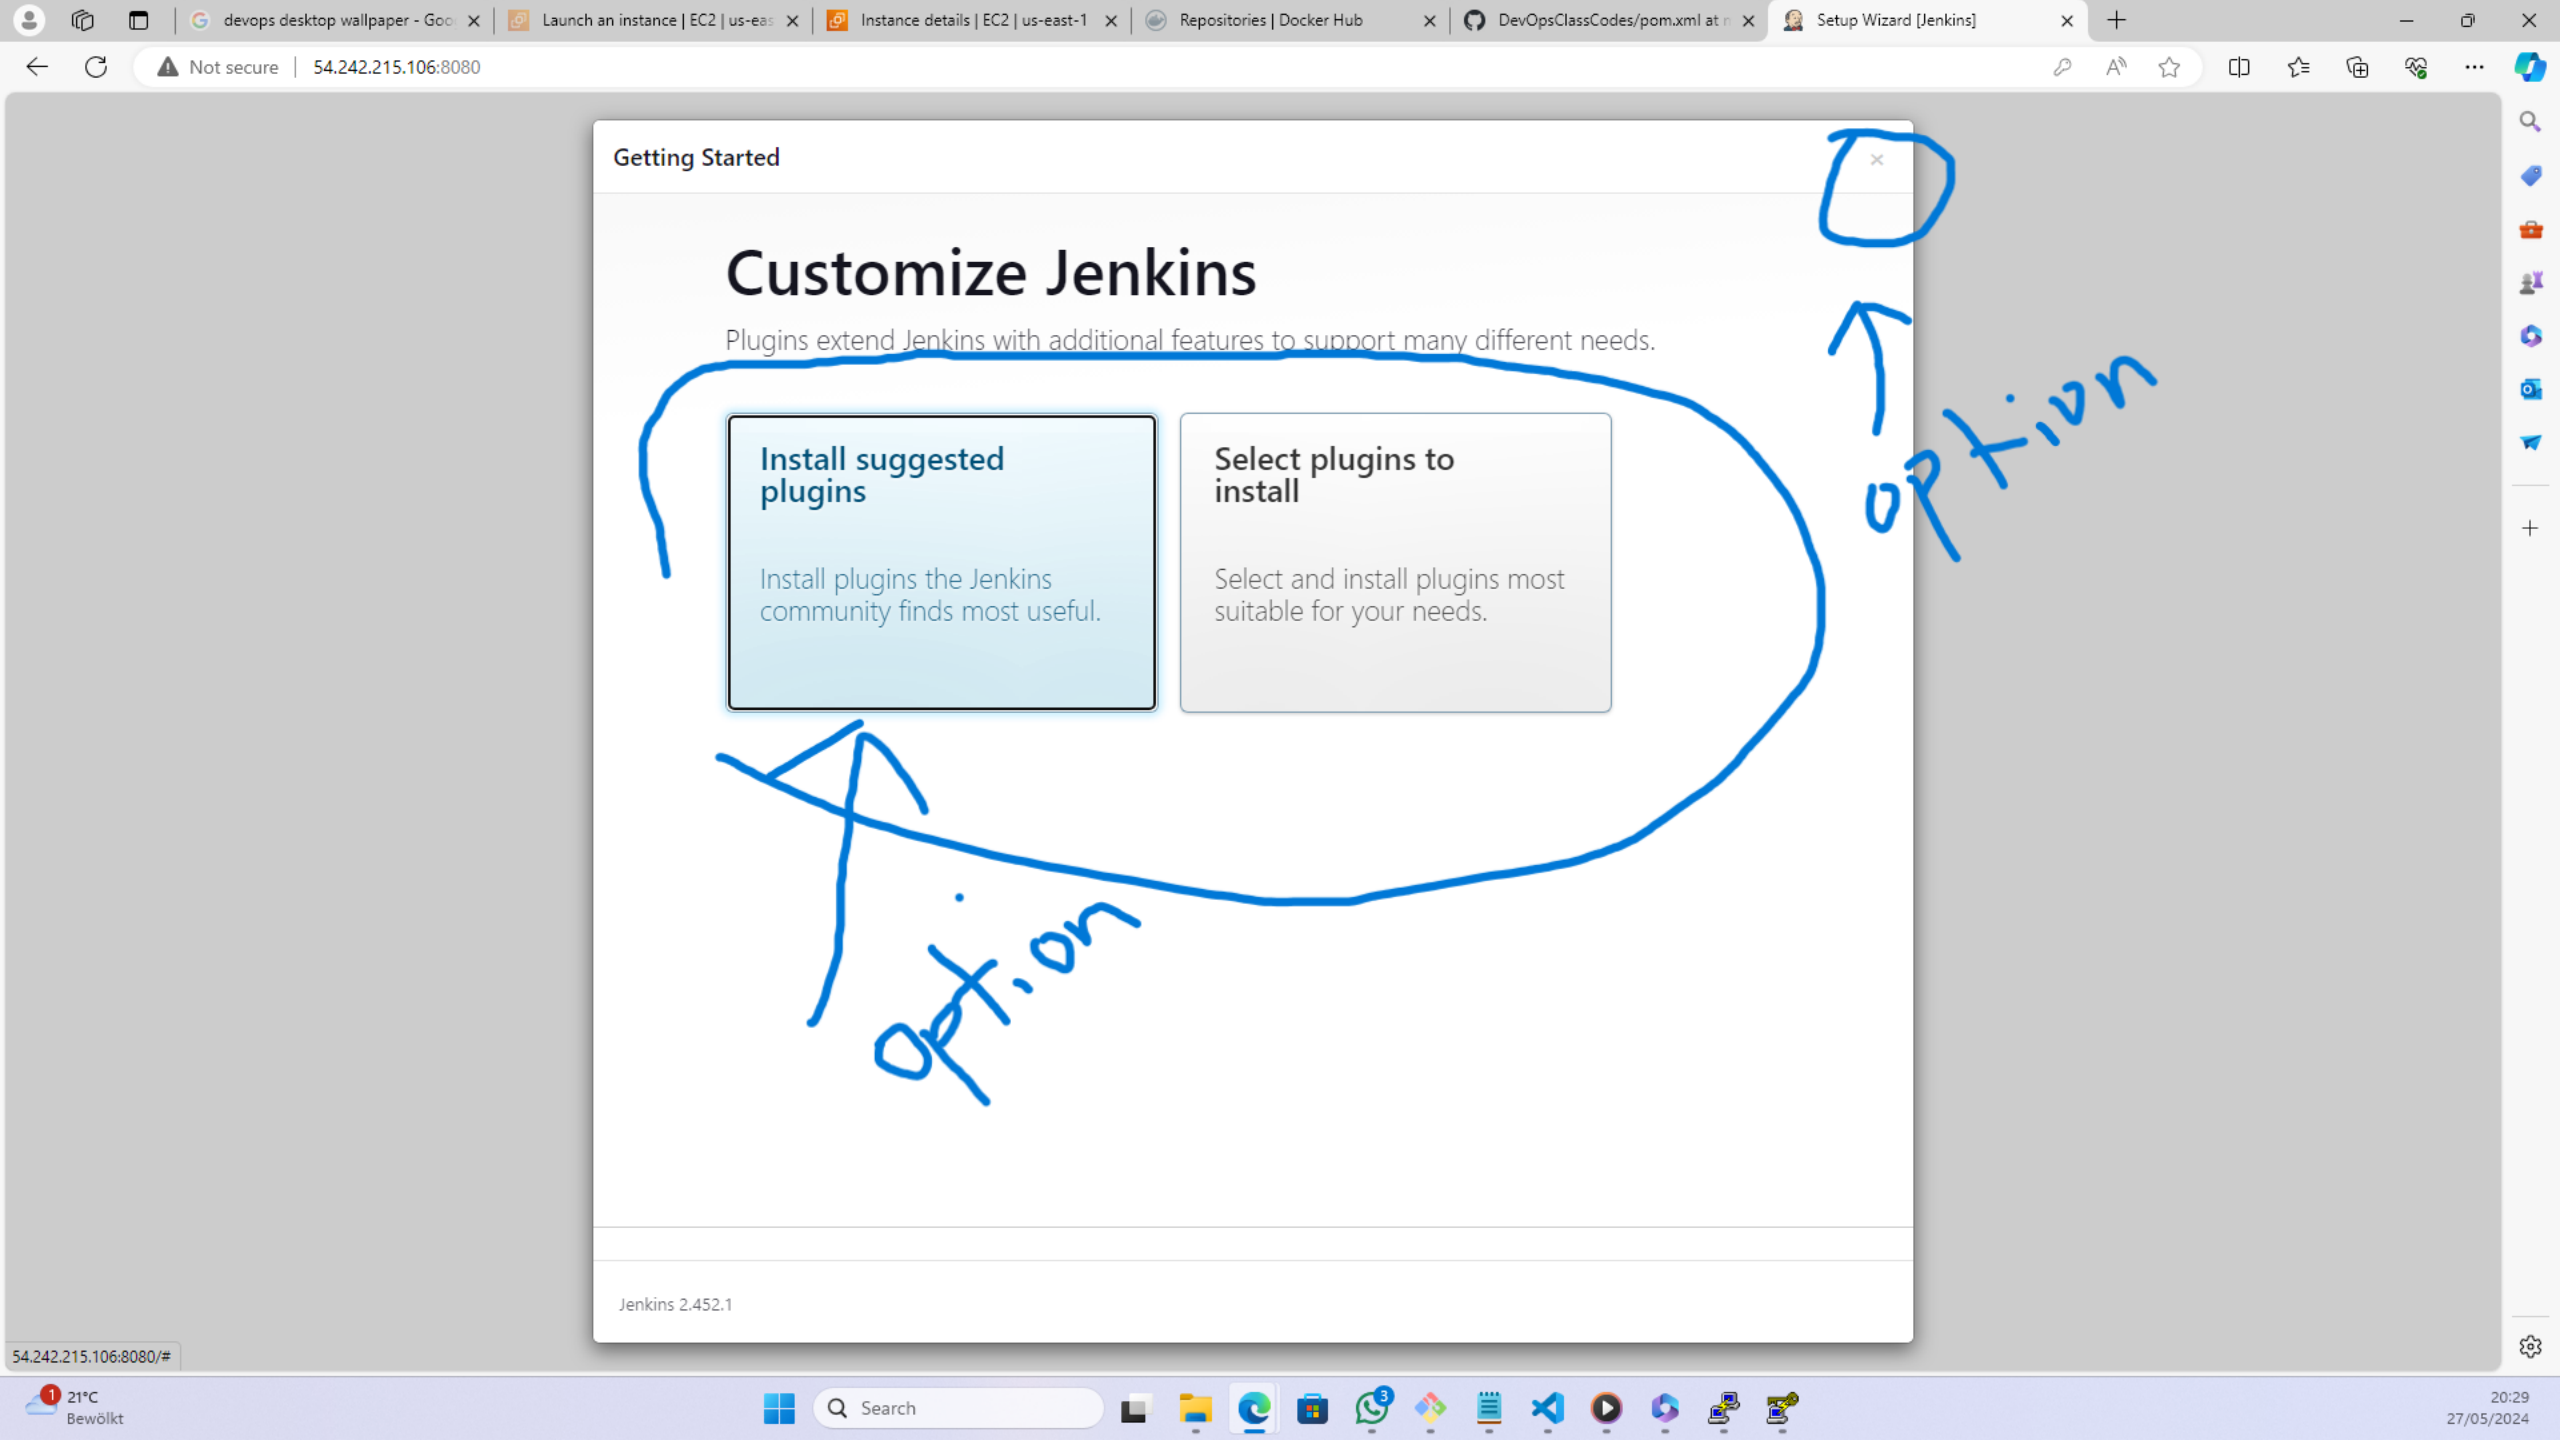 devops desktop wallpaper - Goo
Launch an instance | EC2 | us-eas
Instance details | EC2 | us-east-1
Repositories | Docker Hub
DevOpsClassCodes/pom.xml at m
Setup Wizard [Jenkins]
Not secure
54.242.215.106:8080
Getting Started
Customize Jenkins
Plugins extend Jenkins with additional features to support many different needs.
Install suggested
plugins
Install plugins the Jenkins
community finds most useful.
Select plugins to
install
Select and install plugins most
suitable for your needs.
option
option
Jenkins 2.452.1
54.242.215.106:8080/#
1
21°C
Bewölkt
Search
3
20:29
27/05/2024